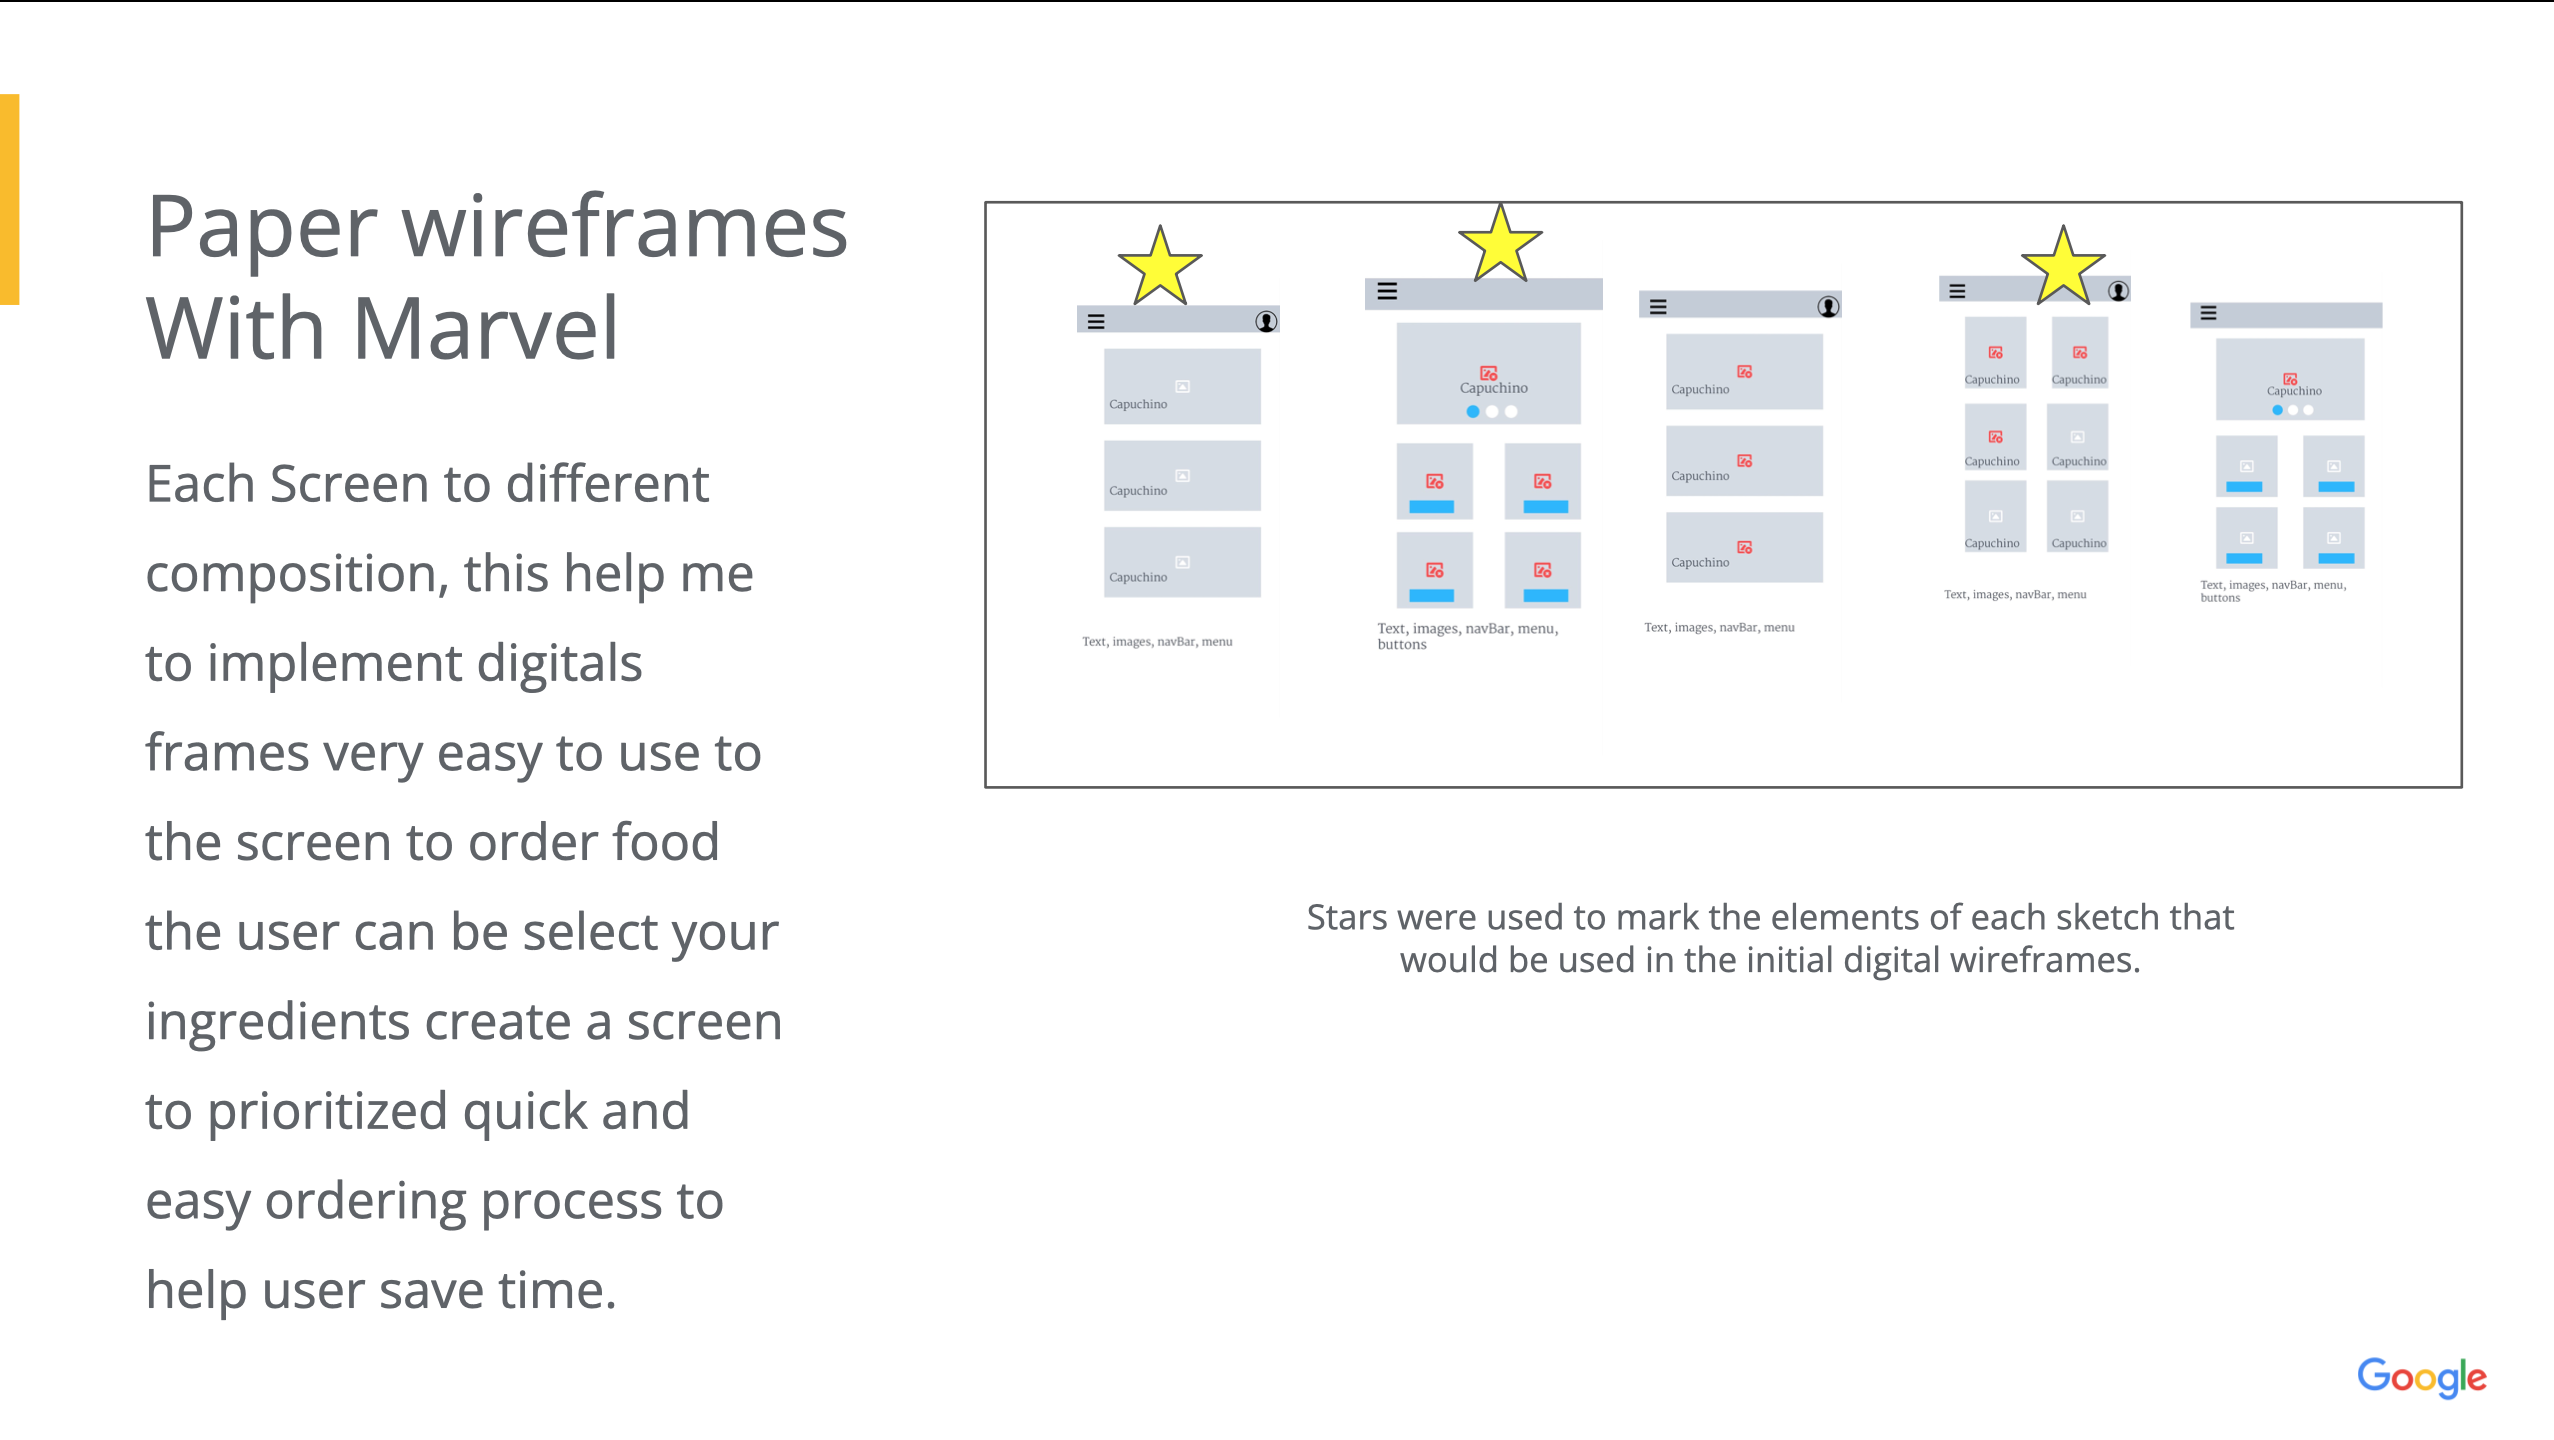 Paper wireframes
With Marvel
Each Screen to different
composition, this help me
to implement digitals
frames very easy to use to
the screen to order food
the user can be select your
ingredients create a screen
to prioritized quick and
easy ordering process to
help user save time.
Capuchino
Capuchino
Capuchino
Text, images, navBar, menu
Capuchino
Text, images, navBar, menu,
buttons
Capuchino
Capuchino
Capuchino
Text, images, navBar, menu
Capuchino Capuchino
Capuchino Capuchino
Capuchino Capuchino
Text, images, navBar, menu
Capuchino
Text, images, navBar, menu,
buttons
Stars were used to mark the elements of each sketch that
would be used in the initial digital wireframes.
Google